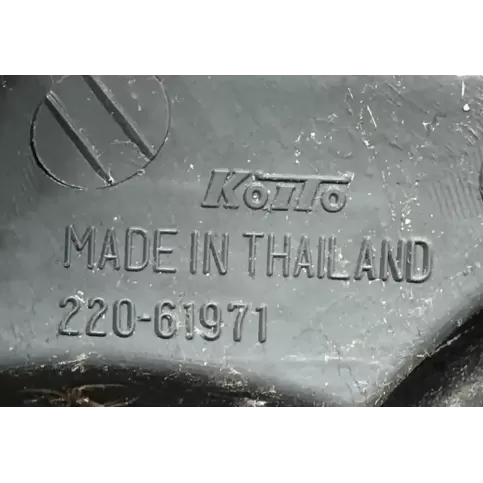 KoiTo
MADE IN THAILAND
220-61971